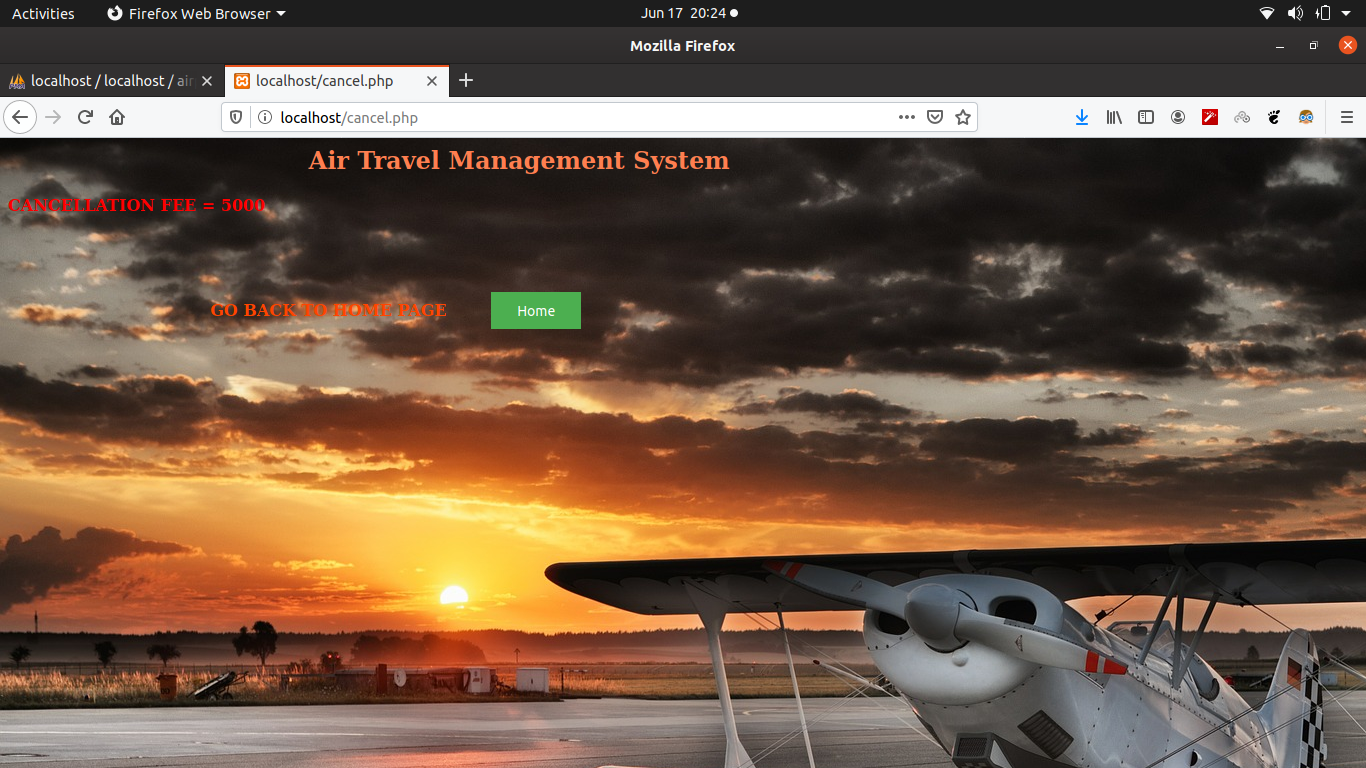 Activities
Firefox Web Browser
Jun 17 20:24
Mozilla Firefox
localhost / localhost / air
localhost/cancel.php
localhost/cancel.php
Air Travel Management System
CANCELLATION FEE = 5000
GO BACK TO HOME PAGE
Home